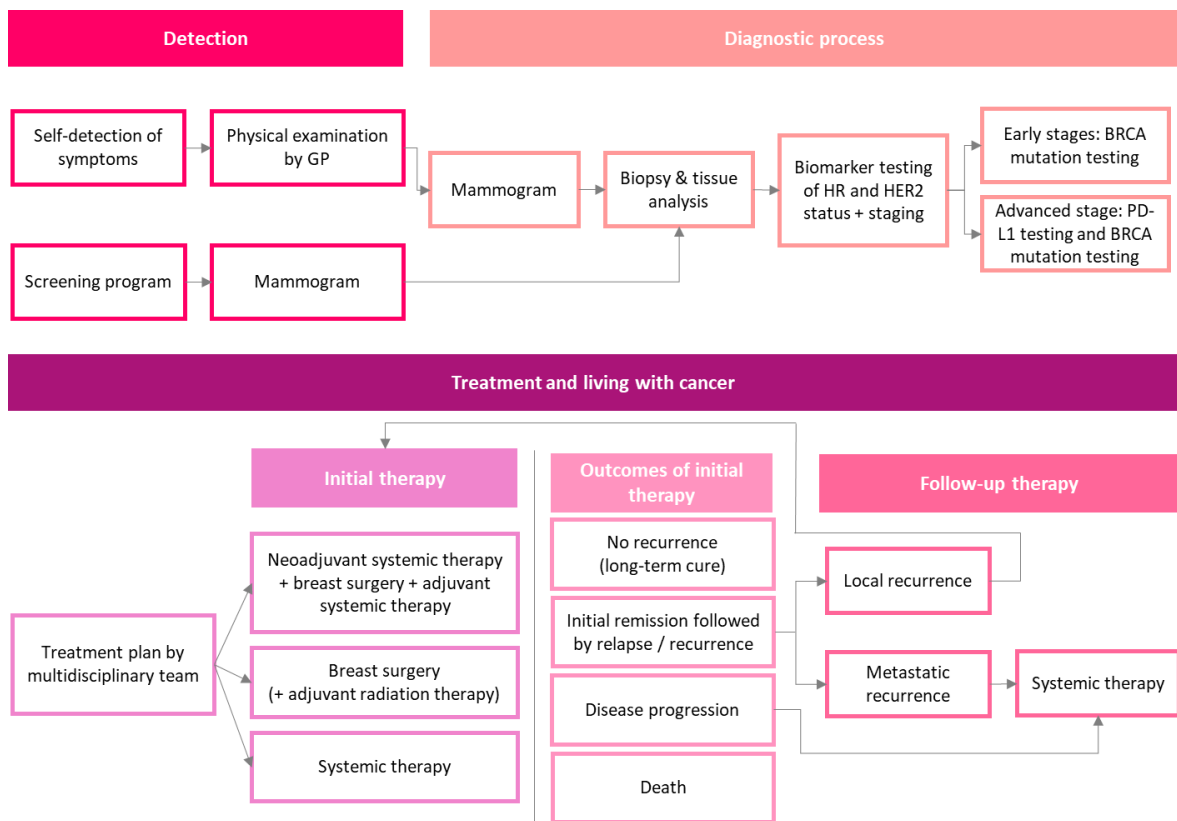 Detection
Diagnostic process
Self-detection of
symptoms
Physical examination
by GP
Mammogram
Biopsy & tissue
analysis
Biomarker testing
of HR and HER2
status + staging
Early stages: BRCA
mutation testing
Advanced stage: PD-
L1 testing and BRCA
mutation testing
Screening program
Mammogram
Treatment and living with cancer
Initial therapy
Outcomes of initial
therapy
Follow-up therapy
Treatment plan by
multidisciplinary team
Neoadjuvant systemic therapy
+ breast surgery + adjuvant
systemic therapy
Breast surgery
(+ adjuvant radiation therapy)
Systemic therapy
No recurrence
(long-term cure)
Initial remission followed
by relapse / recurrence
Disease progression
Death
Local recurrence
Metastatic
recurrence
Systemic therapy